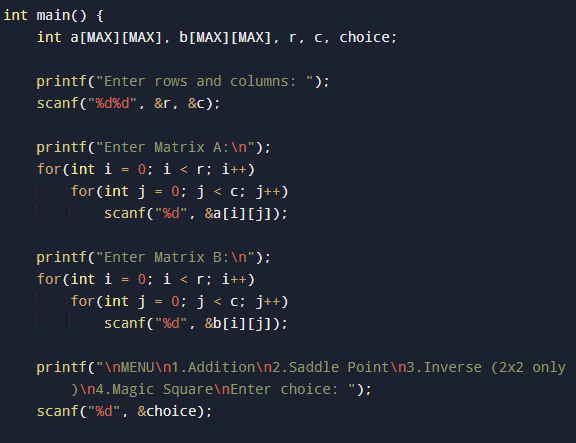 int main() {
    int a[MAX][MAX], b[MAX][MAX], r, c, choice;

    printf("Enter rows and columns: ");
    scanf("%d%d", &r, &c);

    printf("Enter Matrix A:\n");
    for(int i = 0; i < r; i++)
        for(int j = 0; j < c; j++)
            scanf("%d", &a[i][j]);

    printf("Enter Matrix B:\n");
    for(int i = 0; i < r; i++)
        for(int j = 0; j < c; j++)
            scanf("%d", &b[i][j]);

    printf("\nMENU\n1.Addition\n2.Saddle Point\n3.Inverse (2x2 only
        )\n4.Magic Square\nEnter choice: ");
    scanf("%d", &choice);